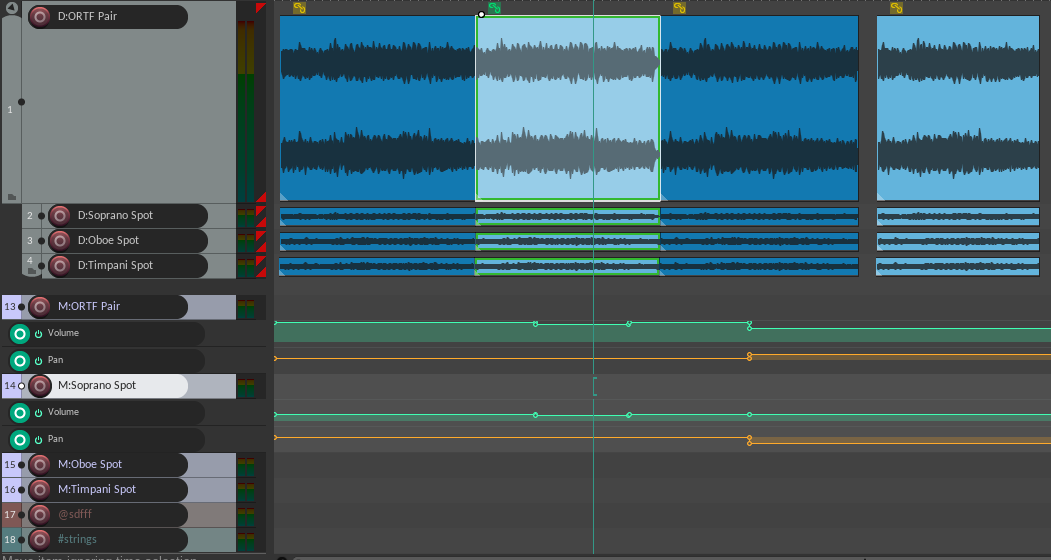 D:ORTF Pair
1
2 D:Soprano Spot
3 D:Oboe Spot
4 D:Timpani Spot
13 M:ORTF Pair
Volume
Pan
14 M:Soprano Spot
Volume
Pan
15 M:Oboe Spot
16 M:Timpani Spot
17 @sdfff
18 #strings
Move item ignoring time selection